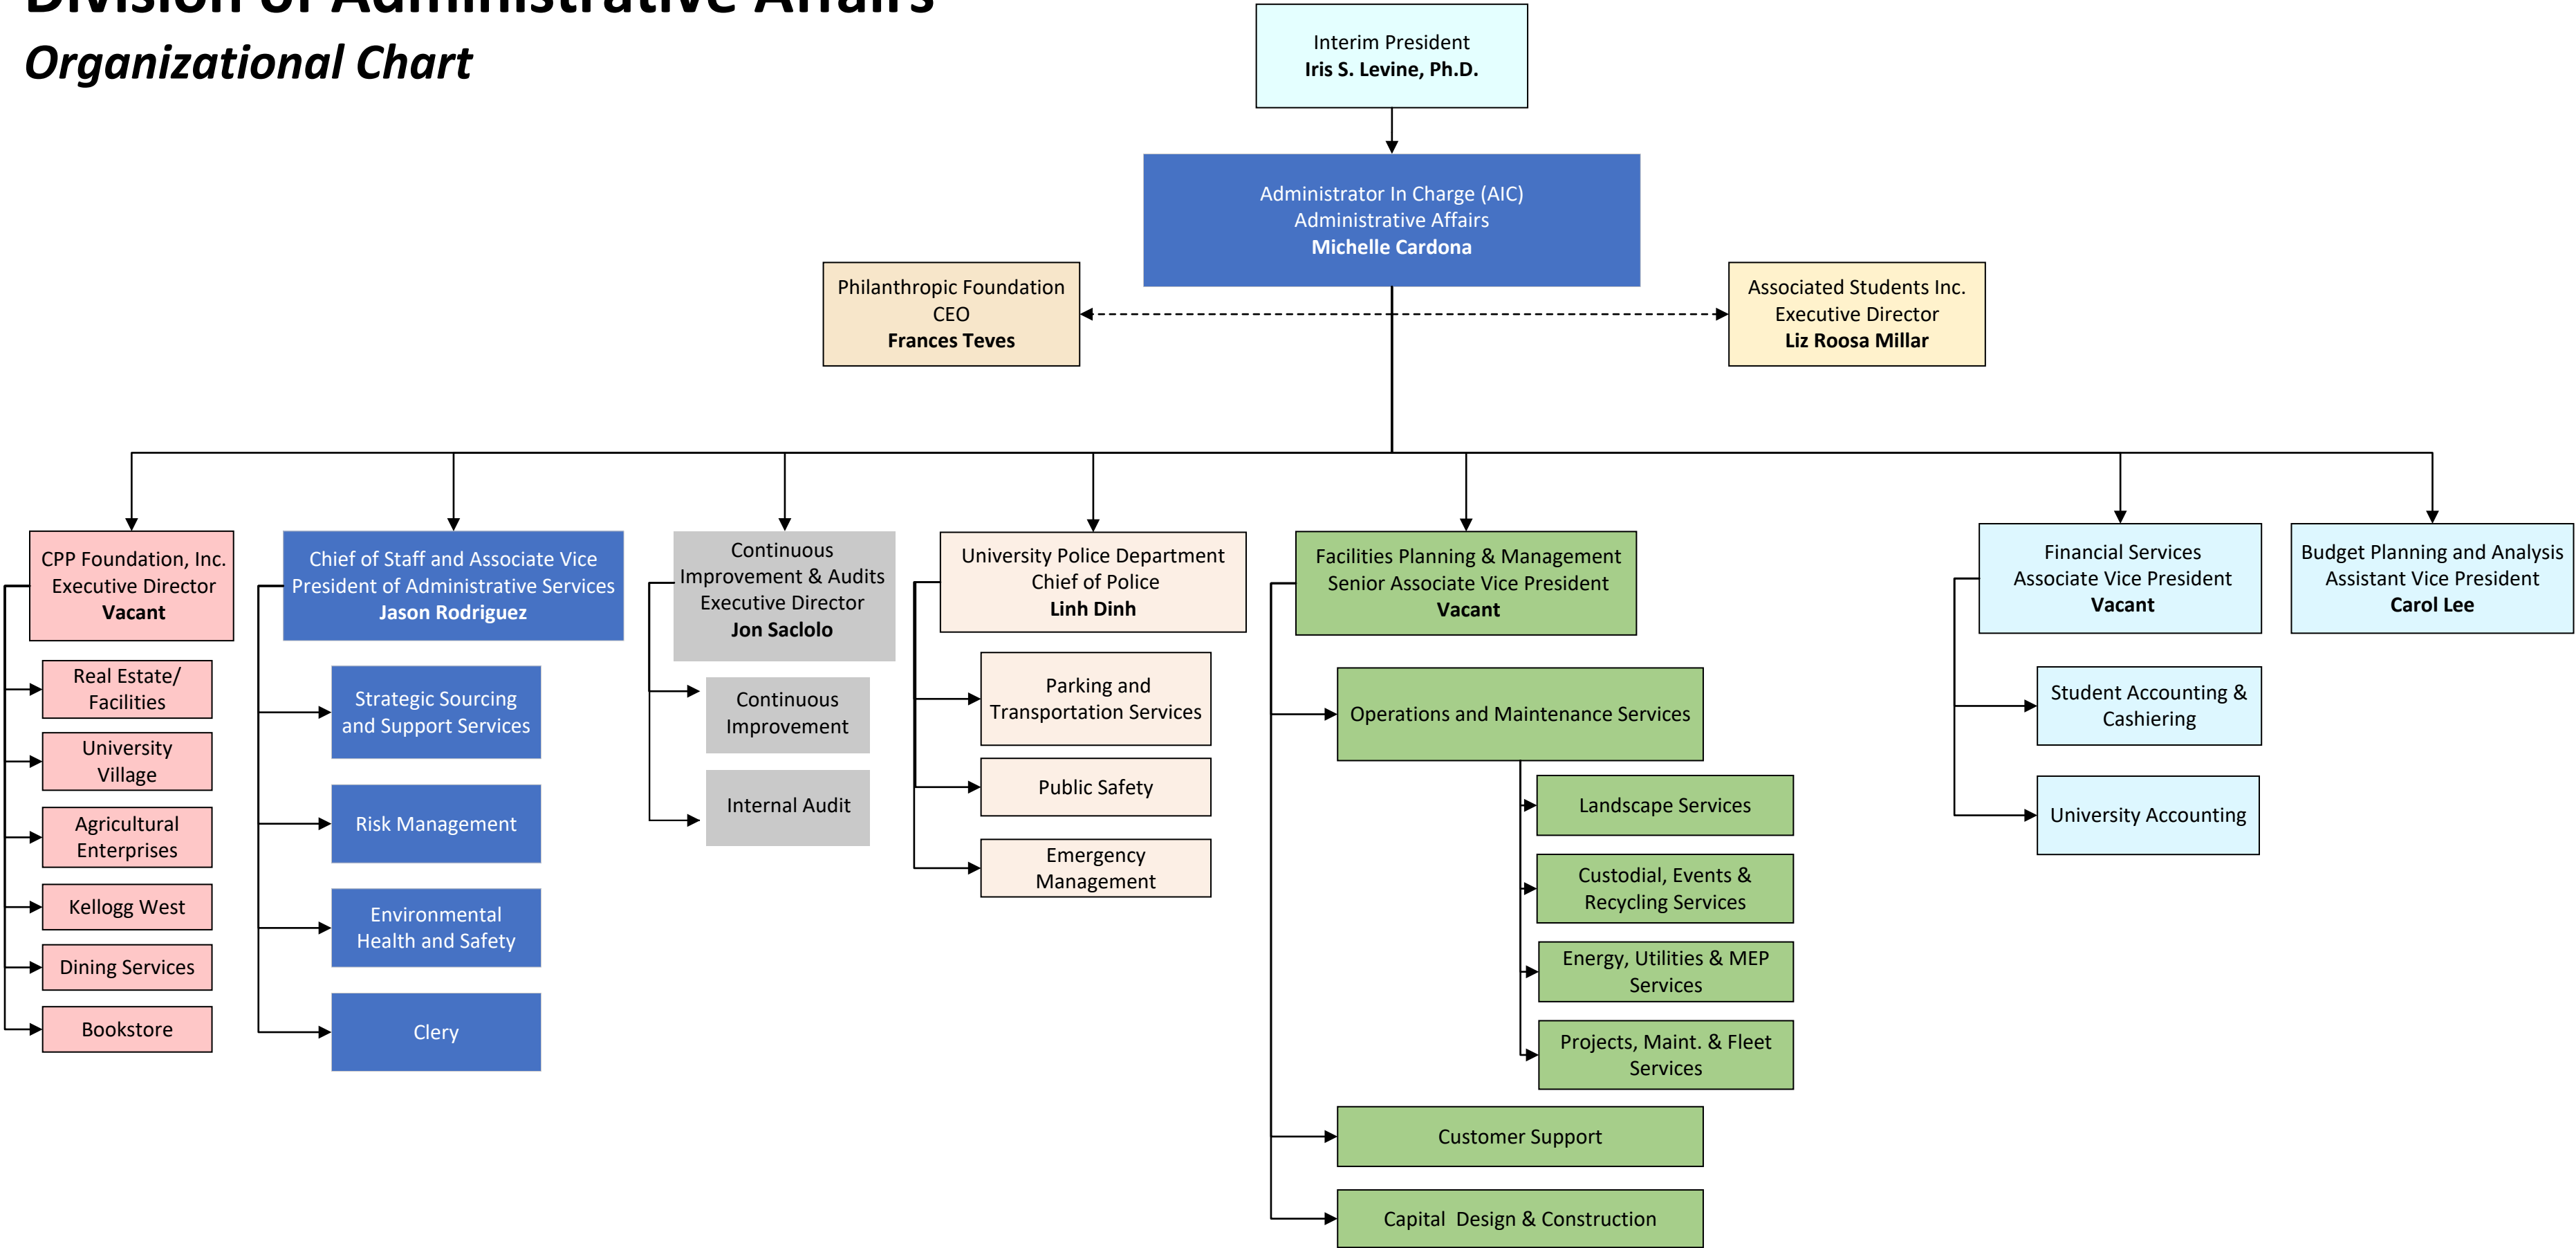 Division of Administrative Affairs
Organizational Chart
Interim President
Iris S. Levine, Ph.D.
Administrator In Charge (AIC)
Administrative Affairs
Michelle Cardona
Philanthropic Foundation
CEO
Frances Teves
Associated Students Inc.
Executive Director
Liz Roosa Millar
CPP Foundation, Inc.
Executive Director
Vacant
Real Estate/
Facilities
University
Village
Agricultural
Enterprises
Kellogg West
Dining Services
Bookstore
Chief of Staff and Associate Vice
President of Administrative Services
Jason Rodriguez
Strategic Sourcing
and Support Services
Risk Management
Environmental
Health and Safety
Clery
Continuous
Improvement & Audits
Executive Director
Jon Saclolo
Continuous
Improvement
Internal Audit
University Police Department
Chief of Police
Linh Dinh
Parking and
Transportation Services
Public Safety
Emergency
Management
Facilities Planning & Management
Senior Associate Vice President
Vacant
Operations and Maintenance Services
Landscape Services
Custodial, Events &
Recycling Services
Energy, Utilities & MEP
Services
Projects, Maint. & Fleet
Services
Customer Support
Capital  Design & Construction
Financial Services
Associate Vice President
Vacant
Student Accounting &
Cashiering
University Accounting
Budget Planning and Analysis
Assistant Vice President
Carol Lee